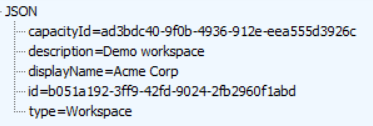 JSON
capacityId=ad3bdc40-9f0b-4936-912e-eea555d3926c
description=Demo workspace
displayName=Acme Corp
id=b051a192-3ff9-42fd-9024-2fb2960f1abd
type=Workspace